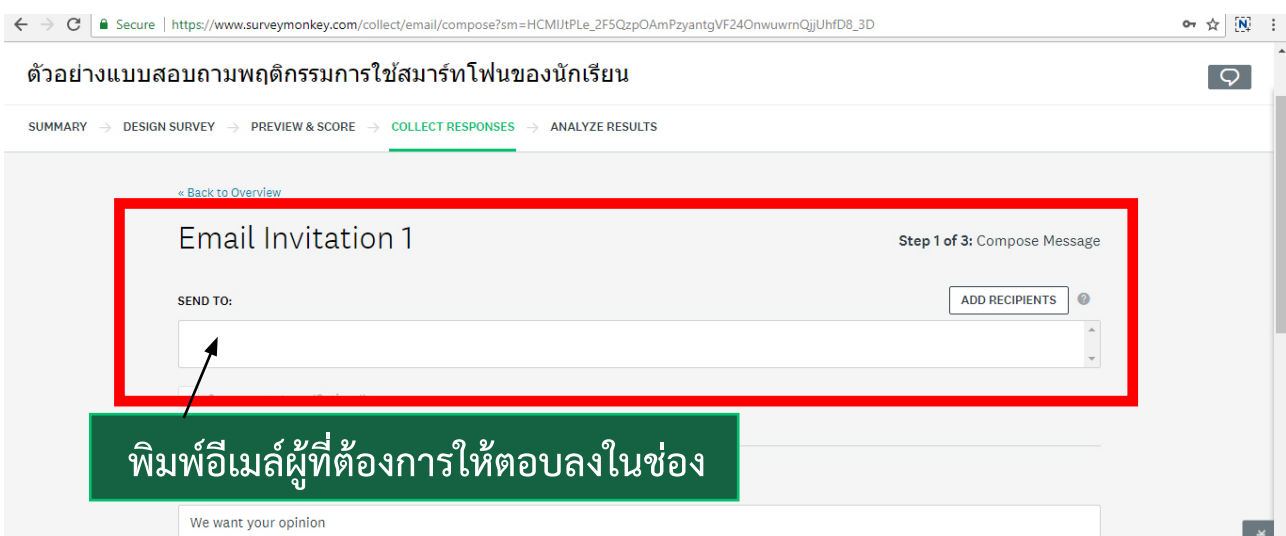 Secure | https://www.surveymonkey.com/collect/email/compose?sm=HCMIJtPLe_2F5QzpOAmPzyantgVF24OnwuwrnQjjUhfD8_3D
ตัวอย่างแบบสอบถามพฤติกรรมการใช้สมาร์ทโฟนของนักเรียน
SUMMARY → DESIGN SURVEY → PREVIEW & SCORE → COLLECT RESPONSES → ANALYZE RESULTS
« Back to Overview
Email Invitation 1
Step 1 of 3: Compose Message
SEND TO:
ADD RECIPIENTS ?
พิมพ์อีเมล์ผู้ที่ต้องการให้ตอบลงในช่อง
We want your opinion